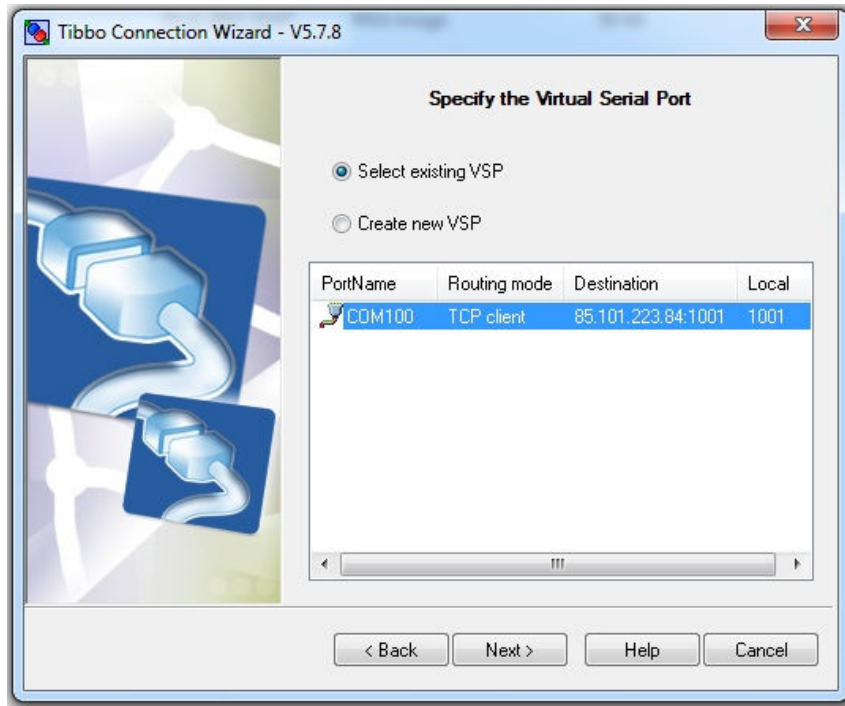 Tibbo Connection Wizard - V5.7.8
Specify the Virtual Serial Port
Select existing VSP
Create new VSP
PortName Routing mode Destination Local
COM100 TCP client 85.101.223.84:1001 1001
< Back Next > Help Cancel